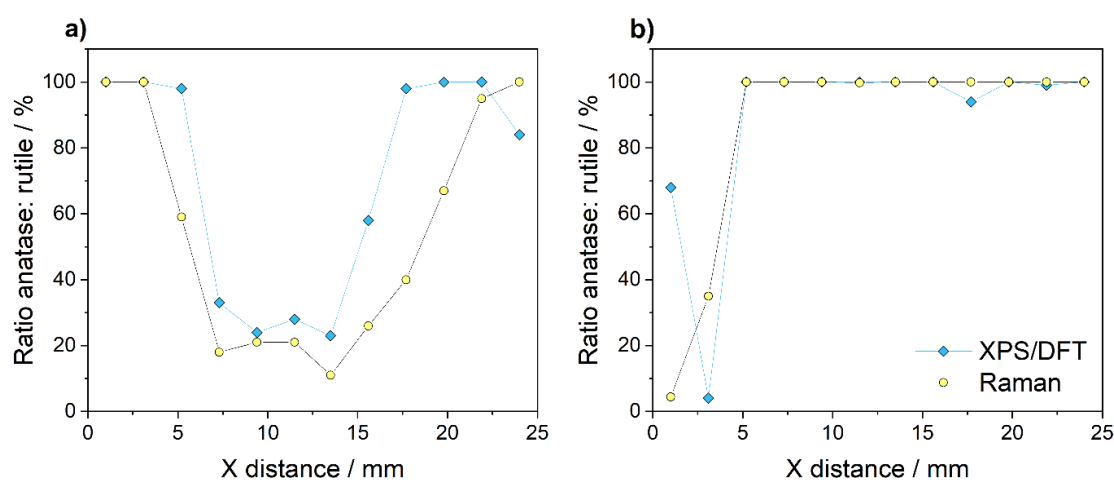 a)
Ratio anatase: rutile / %
100
80
60
40
20
0
0 5 10 15 20 25
X distance / mm
b)
Ratio anatase: rutile / %
100
80
60
40
20
0
XPS/DFT
Raman
0 5 10 15 20 25
X distance / mm